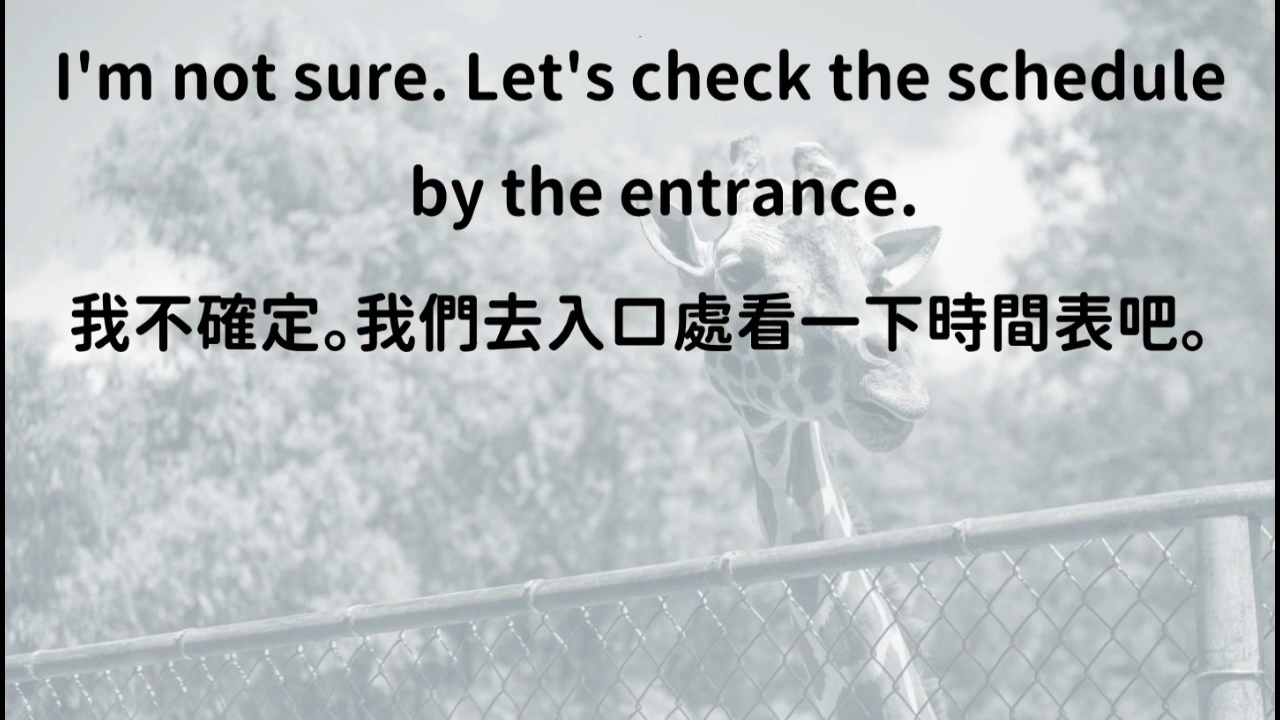 I'm not sure. Let's check the schedule
by the entrance.
我不確定。我們去入口處看一下時間表吧。